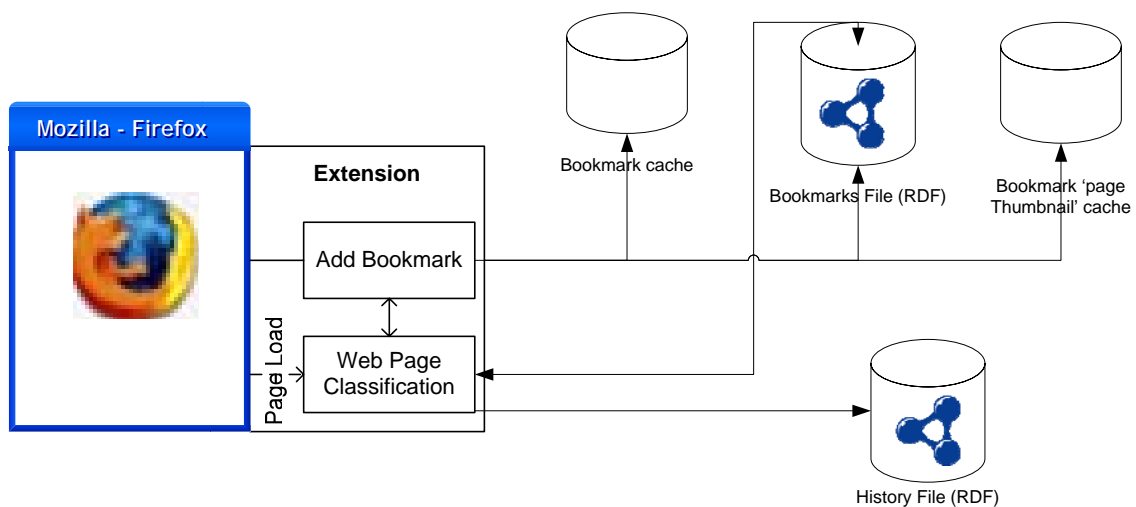 Mozilla - Firefox
Extension
Add Bookmark
Page Load
Web Page
Classification
Bookmark cache
Bookmarks File (RDF)
Bookmark ‘page
Thumbnail’ cache
History File (RDF)